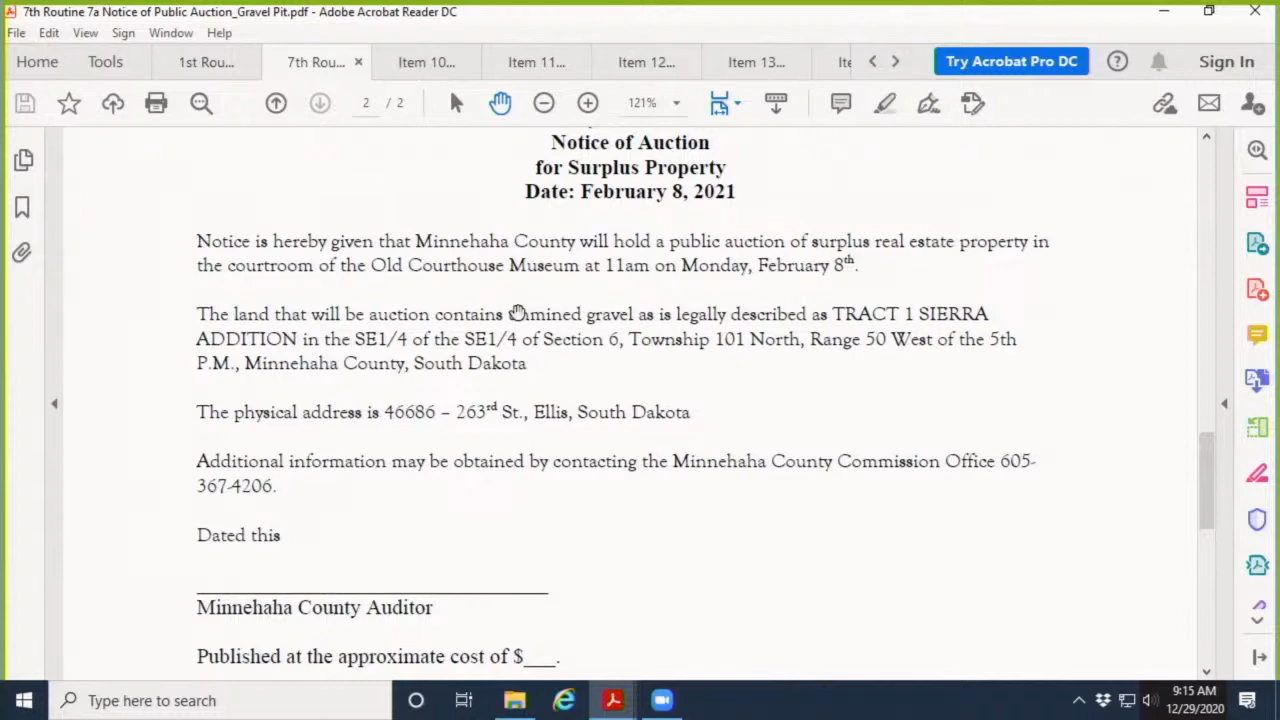 7th Routine 7a Notice of Public Auction_Gravel Pit.pdf - Adobe Acrobat Reader DC
File Edit View Sign Window Help
Home Tools 1st Rou... 7th Rou... × Item 10... Item 11... Item 12... Item 13... Try Acrobat Pro DC Sign In
2 / 2 121%
Notice of Auction
for Surplus Property
Date: February 8, 2021
Notice is hereby given that Minnehaha County will hold a public auction of surplus real estate property in
the courtroom of the Old Courthouse Museum at 11am on Monday, February 8th.
The land that will be auction contains gravel as is legally described as TRACT 1 SIERRA
ADDITION in the SE1/4 of the SE1/4 of Section 6, Township 101 North, Range 50 West of the 5th
P.M., Minnehaha County, South Dakota
The physical address is 46686 – 263rd St., Ellis, South Dakota
Additional information may be obtained by contacting the Minnehaha County Commission Office 605-
367-4206.
Dated this
Minnehaha County Auditor
Published at the approximate cost of $___.
Type here to search 9:15 AM
12/29/2020